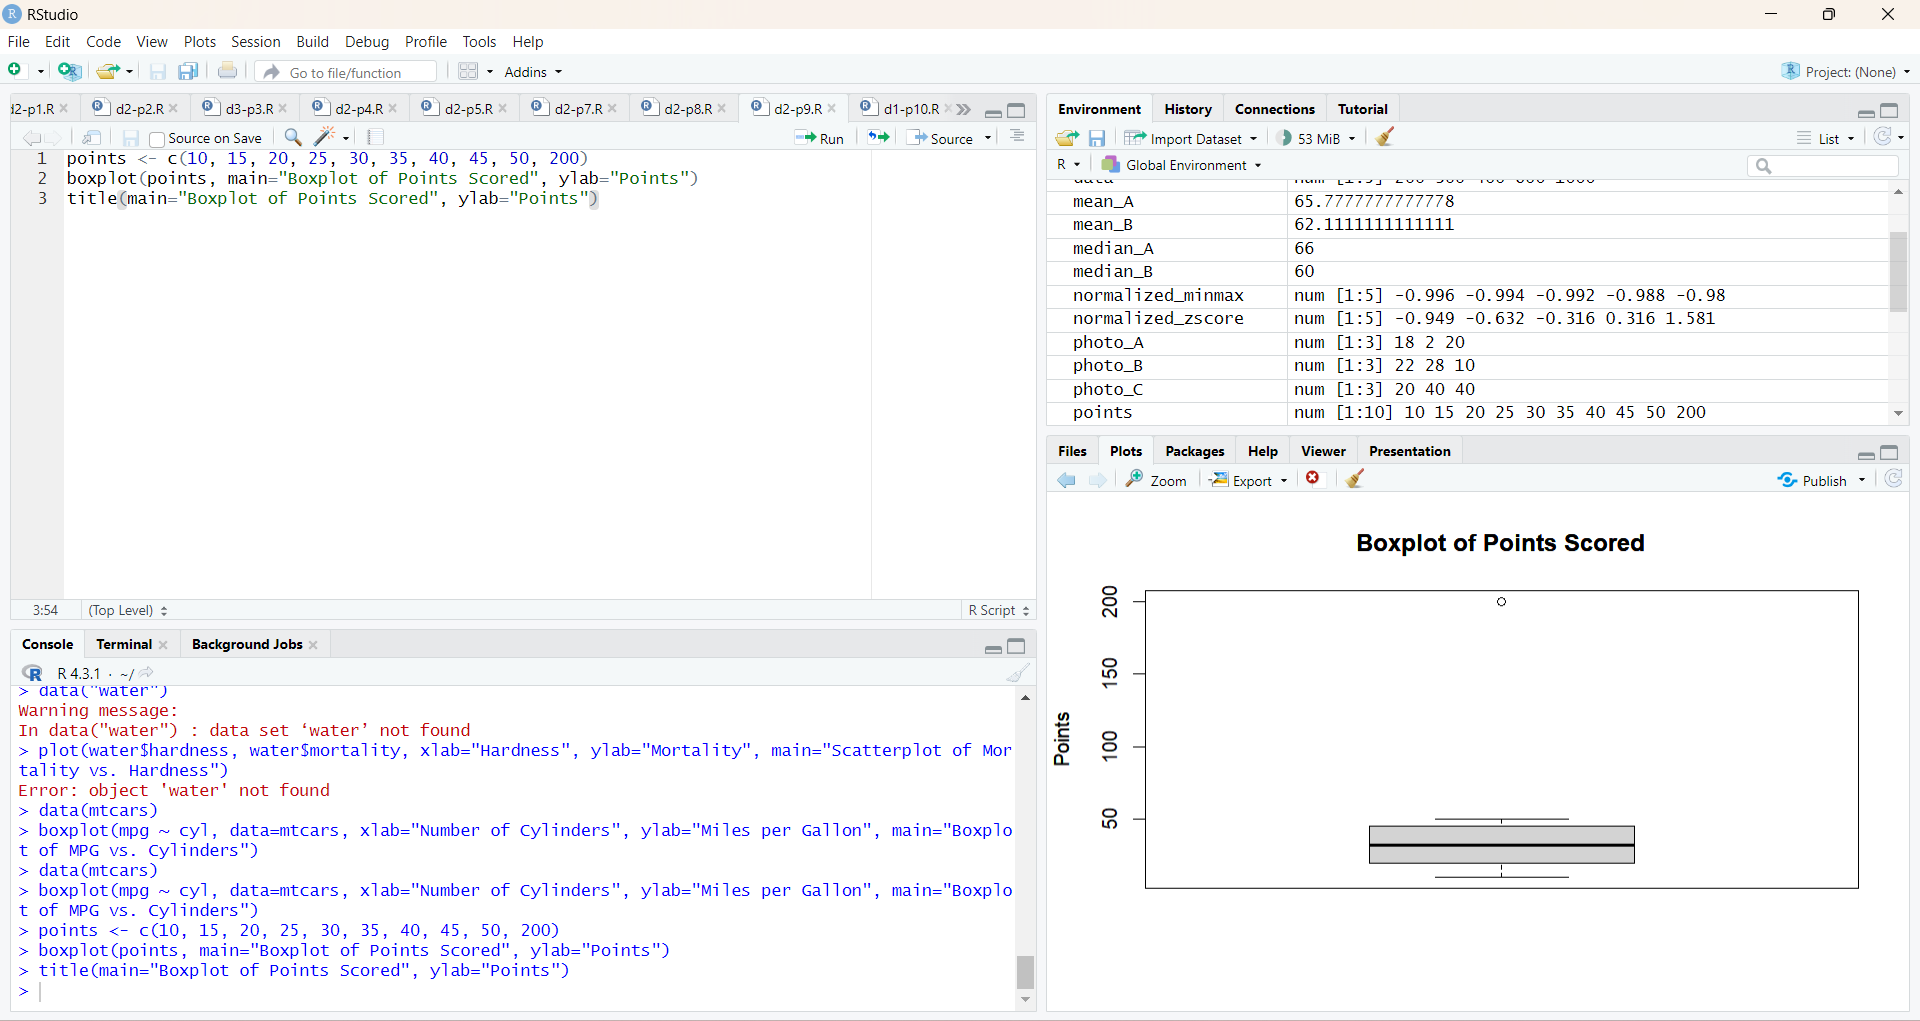 RStudio
File Edit Code View Plots Session Build Debug Profile Tools Help
Go to file/function Addins Project: (None)
d2-p1.R d2-p2.R d3-p3.R d2-p4.R d2-p5.R d2-p7.R d2-p8.R d2-p9.R d1-p10.R
Source on Save Run Source
1 points <- c(10, 15, 20, 25, 30, 35, 40, 45, 50, 200)
2 boxplot(points, main="Boxplot of Points Scored", ylab="Points")
3 title(main="Boxplot of Points Scored", ylab="Points")
3:54 (Top Level) R Script
Console Terminal Background Jobs
R 4.3.1 · ~/
> data("water")
Warning message:
In data("water") : data set ‘water’ not found
> plot(water$hardness, water$mortality, xlab="Hardness", ylab="Mortality", main="Scatterplot of Mor
tality vs. Hardness")
Error: object 'water' not found
> data(mtcars)
> boxplot(mpg ~ cyl, data=mtcars, xlab="Number of Cylinders", ylab="Miles per Gallon", main="Boxplo
t of MPG vs. Cylinders")
> data(mtcars)
> boxplot(mpg ~ cyl, data=mtcars, xlab="Number of Cylinders", ylab="Miles per Gallon", main="Boxplo
t of MPG vs. Cylinders")
> points <- c(10, 15, 20, 25, 30, 35, 40, 45, 50, 200)
> boxplot(points, main="Boxplot of Points Scored", ylab="Points")
> title(main="Boxplot of Points Scored", ylab="Points")
>
Environment History Connections Tutorial
Import Dataset 53 MiB List
R Global Environment
mean_A 65.7777777777778
mean_B 62.1111111111111
median_A 66
median_B 60
normalized_minmax num [1:5] -0.996 -0.994 -0.992 -0.988 -0.98
normalized_zscore num [1:5] -0.949 -0.632 -0.316 0.316 1.581
photo_A num [1:3] 18 2 20
photo_B num [1:3] 22 28 10
photo_C num [1:3] 20 40 40
points num [1:10] 10 15 20 25 30 35 40 45 50 200
Files Plots Packages Help Viewer Presentation
Zoom Export Publish
Boxplot of Points Scored
Points
200
150
100
50